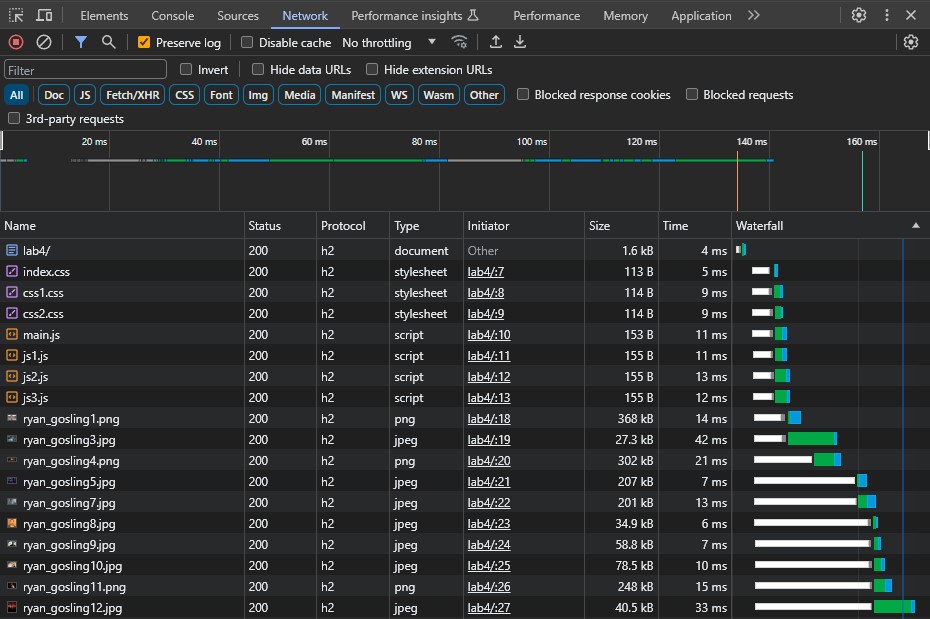 Elements Console Sources Network Performance insights Performance Memory Application
Preserve log Disable cache No throttling
Filter Invert Hide data URLs Hide extension URLs
All Doc JS Fetch/XHR CSS Font Img Media Manifest WS Wasm Other Blocked response cookies Blocked requests
3rd-party requests
20 ms 40 ms 60 ms 80 ms 100 ms 120 ms 140 ms 160 ms
Name Status Protocol Type Initiator Size Time Waterfall
lab4/ 200 h2 document Other 1.6 kB 4 ms
index.css 200 h2 stylesheet lab4/:7 113 B 5 ms
css1.css 200 h2 stylesheet lab4/:8 114 B 9 ms
css2.css 200 h2 stylesheet lab4/:9 114 B 9 ms
main.js 200 h2 script lab4/:10 153 B 11 ms
js1.js 200 h2 script lab4/:11 155 B 11 ms
js2.js 200 h2 script lab4/:12 155 B 13 ms
js3.js 200 h2 script lab4/:13 155 B 12 ms
ryan_gosling1.png 200 h2 png lab4/:18 368 kB 14 ms
ryan_gosling3.jpg 200 h2 jpeg lab4/:19 27.3 kB 42 ms
ryan_gosling4.png 200 h2 png lab4/:20 302 kB 21 ms
ryan_gosling5.jpg 200 h2 jpeg lab4/:21 207 kB 7 ms
ryan_gosling7.jpg 200 h2 jpeg lab4/:22 201 kB 13 ms
ryan_gosling8.jpg 200 h2 jpeg lab4/:23 34.9 kB 6 ms
ryan_gosling9.jpg 200 h2 jpeg lab4/:24 58.8 kB 7 ms
ryan_gosling10.jpg 200 h2 jpeg lab4/:25 78.5 kB 10 ms
ryan_gosling11.png 200 h2 png lab4/:26 248 kB 15 ms
ryan_gosling12.jpg 200 h2 jpeg lab4/:27 40.5 kB 33 ms